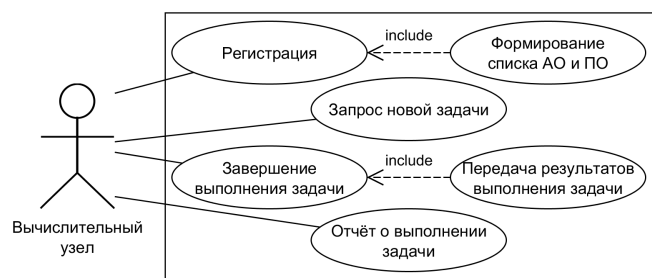 include
Регистрация
Формирование
списка АО и ПО
Запрос новой задачи
include
Завершение
выполнения задачи
Передача результатов
выполнения задачи
Вычислительный
узел
Отчёт о выполнении
задачи